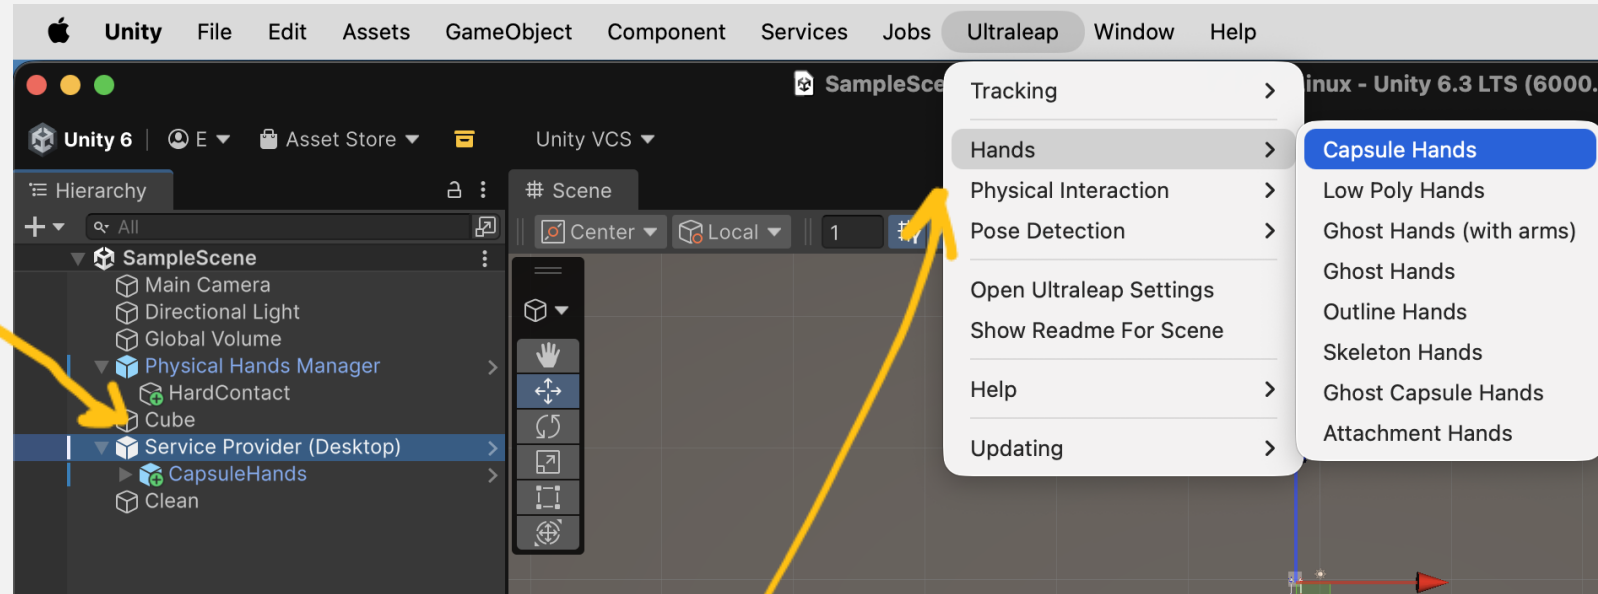 Unity File Edit Assets GameObject Component Services Jobs Ultraleap Window Help
SampleSce
inux - Unity 6.3 LTS (6000.
Unity 6 E Asset Store Unity VCS
Hierarchy
All
SampleScene
Main Camera
Directional Light
Global Volume
Physical Hands Manager
HardContact
Cube
Service Provider (Desktop)
CapsuleHands
Clean
Scene
Center Local 1
Tracking
Hands
Physical Interaction
Pose Detection
Open Ultraleap Settings
Show Readme For Scene
Help
Updating
Capsule Hands
Low Poly Hands
Ghost Hands (with arms)
Ghost Hands
Outline Hands
Skeleton Hands
Ghost Capsule Hands
Attachment Hands